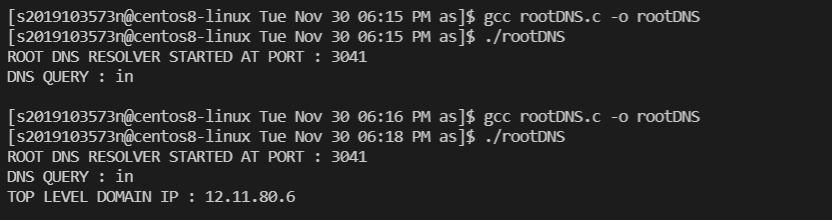 [s2019103573n@centos8-linux Tue Nov 30 06:15 PM as]$ gcc rootDNS.c -o rootDNS
[s2019103573n@centos8-linux Tue Nov 30 06:15 PM as]$ ./rootDNS
ROOT DNS RESOLVER STARTED AT PORT : 3041
DNS QUERY : in
[s2019103573n@centos8-linux Tue Nov 30 06:16 PM as]$ gcc rootDNS.c -o rootDNS
[s2019103573n@centos8-linux Tue Nov 30 06:18 PM as]$ ./rootDNS
ROOT DNS RESOLVER STARTED AT PORT : 3041
DNS QUERY : in
TOP LEVEL DOMAIN IP : 12.11.80.6